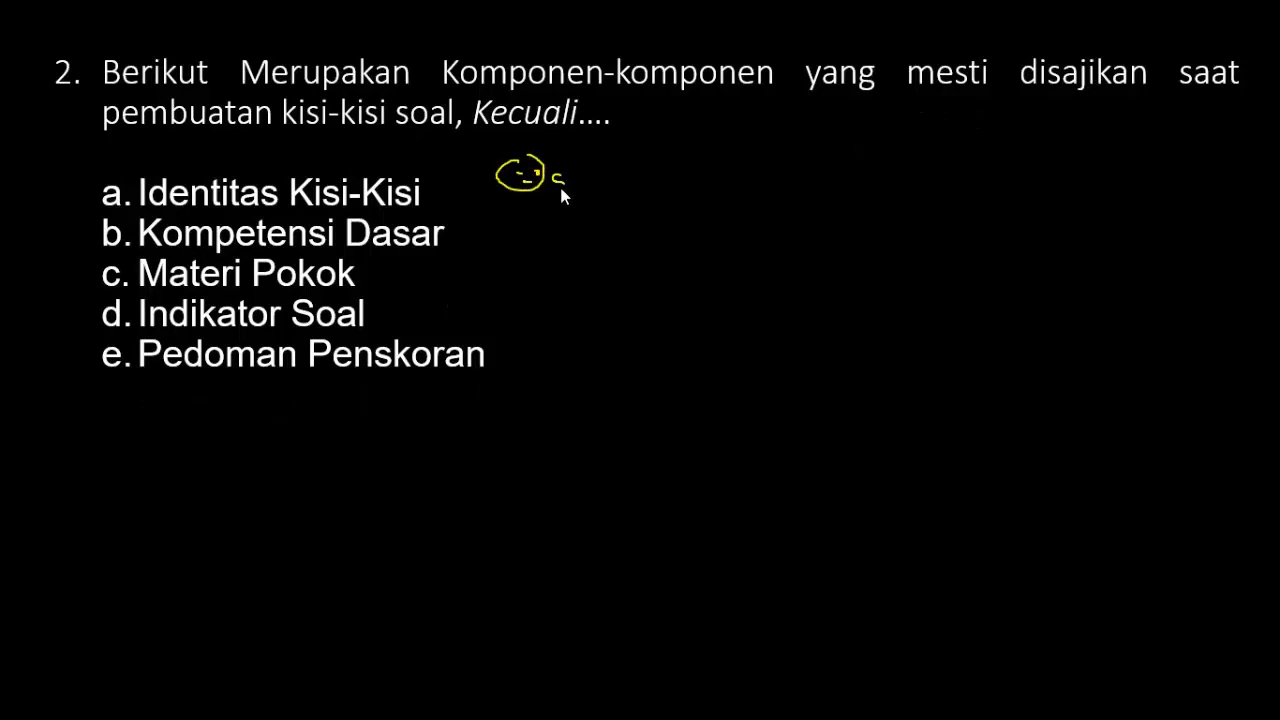 2. Berikut Merupakan Komponen-komponen yang mesti disajikan saat
pembuatan kisi-kisi soal, Kecuali....
a. Identitas Kisi-Kisi
b. Kompetensi Dasar
c. Materi Pokok
d. Indikator Soal
e. Pedoman Penskoran